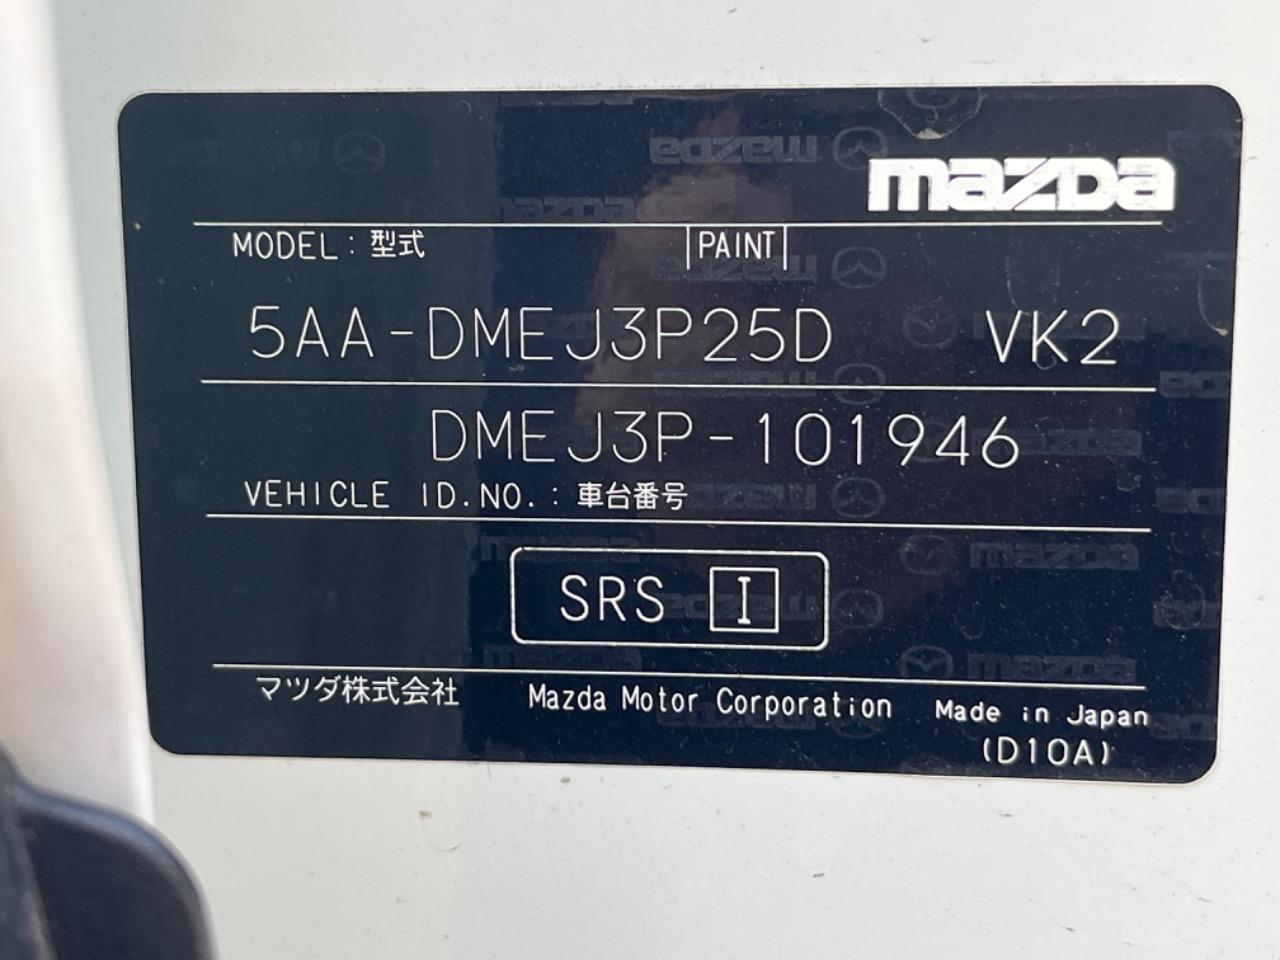 mazda
MODEL: 型式 PAINT
5AA-DMEJ3P25D VK2
DMEJ3P-101946
VEHICLE ID.NO.: 車台番号
SRS I
マツダ株式会社 Mazda Motor Corporation Made in Japan
(D10A)